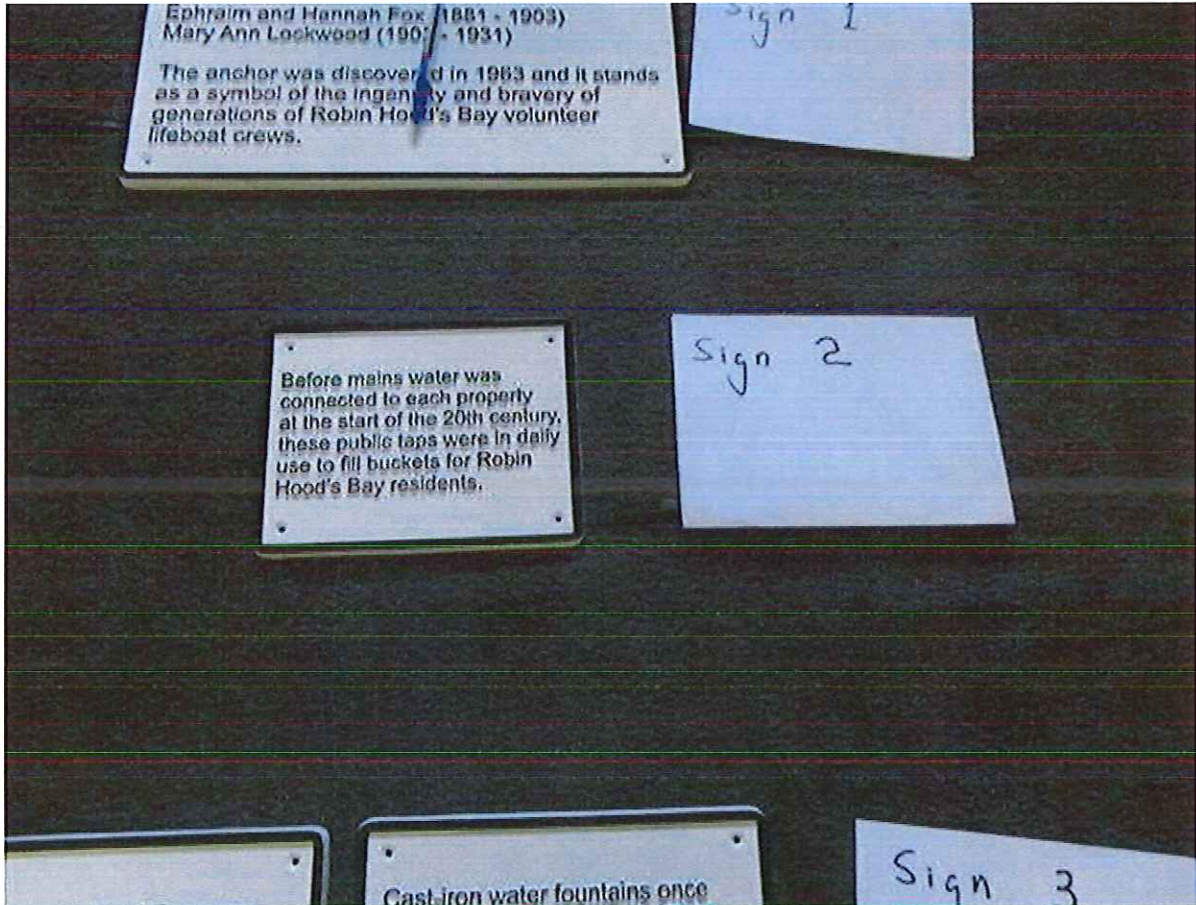 Ephraim and Hannah Fox (1881 - 1903)
Mary Ann Lockwood (190 - 1931)
The anchor was discovered in 1963 and it stands
as a symbol of the ingenuity and bravery of
generations of Robin Hood's Bay volunteer
lifeboat crews.
Sign 1
Before mains water was
connected to each property
at the start of the 20th century,
these public taps were in daily
use to fill buckets for Robin
Hood's Bay residents.
Sign 2
Cast-iron water fountains once
Sign 3